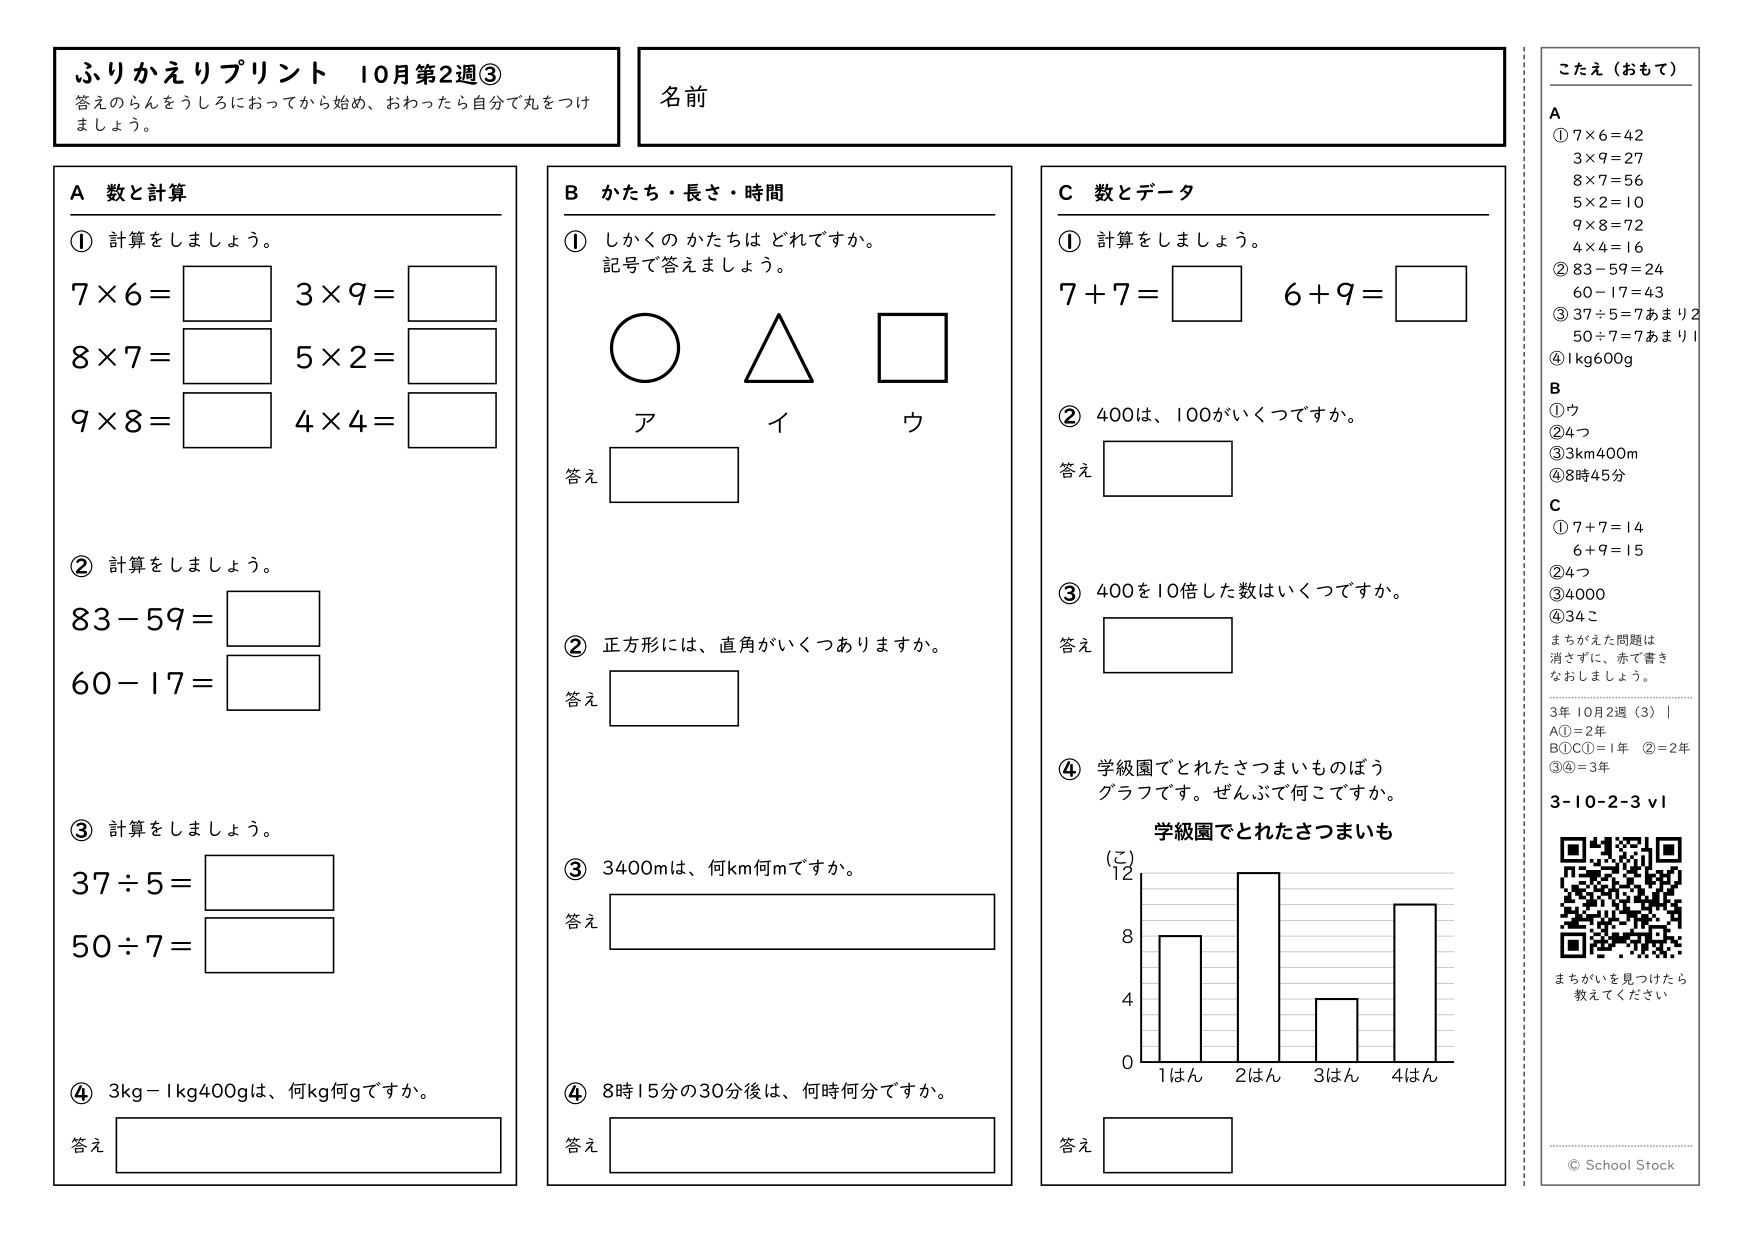 ふりかえりプリント　10月第2週③
答えのらんをうしろにおってから始め、おわったら自分で丸をつけ
ましょう。
名前
A　数と計算
① 計算をしましょう。
7×6＝　3×9＝
8×7＝　5×2＝
9×8＝　4×4＝
② 計算をしましょう。
83－59＝
60－17＝
③ 計算をしましょう。
37÷5＝
50÷7＝
④ 3kg－1kg400gは、何kg何gですか。
答え
B　かたち・長さ・時間
① しかくの かたちは どれですか。
記号で答えましょう。
ア　イ　ウ
答え
② 正方形には、直角がいくつありますか。
答え
③ 3400mは、何km何mですか。
答え
④ 8時15分の30分後は、何時何分ですか。
答え
C　数とデータ
① 計算をしましょう。
7＋7＝　6＋9＝
② 400は、100がいくつですか。
答え
③ 400を10倍した数はいくつですか。
答え
④ 学級園でとれたさつまいものぼう
グラフです。ぜんぶで何こですか。
学級園でとれたさつまいも
(こ)
12
8
4
0
1はん　2はん　3はん　4はん
答え
こたえ（おもて）
A
① 7×6＝42
3×9＝27
8×7＝56
5×2＝10
9×8＝72
4×4＝16
② 83－59＝24
60－17＝43
③ 37÷5＝7あまり2
50÷7＝7あまり1
④1kg600g
B
①ウ
②4つ
③3km400m
④8時45分
C
① 7＋7＝14
6＋9＝15
②4つ
③4000
④34こ
まちがえた問題は
消さずに、赤で書き
なおしましょう。
3年 10月2週（3）｜
A①＝2年
B①C①＝1年　②＝2年
③④＝3年
3-10-2-3 v1
まちがいを見つけたら
教えてください
© School Stock